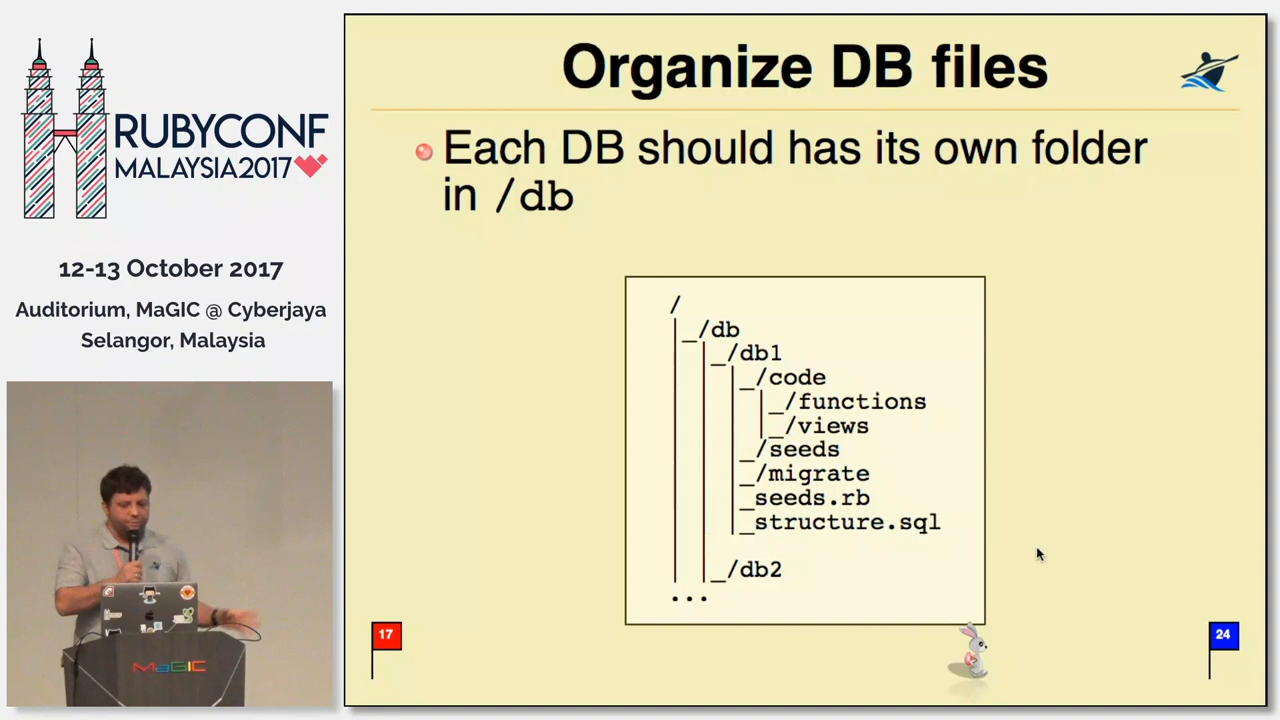 RUBYCONF
MALAYSIA2017
12-13 October 2017
Auditorium, MaGIC @ Cyberjaya
Selangor, Malaysia
MaGIC
Organize DB files
Each DB should has its own folder
in /db
/
|_/db
| |_/db1
| | |_/code
| | | |_/functions
| | | |_/views
| | |_/seeds
| | |_/migrate
| | |_seeds.rb
| | |_structure.sql
| |_/db2
...
17
24